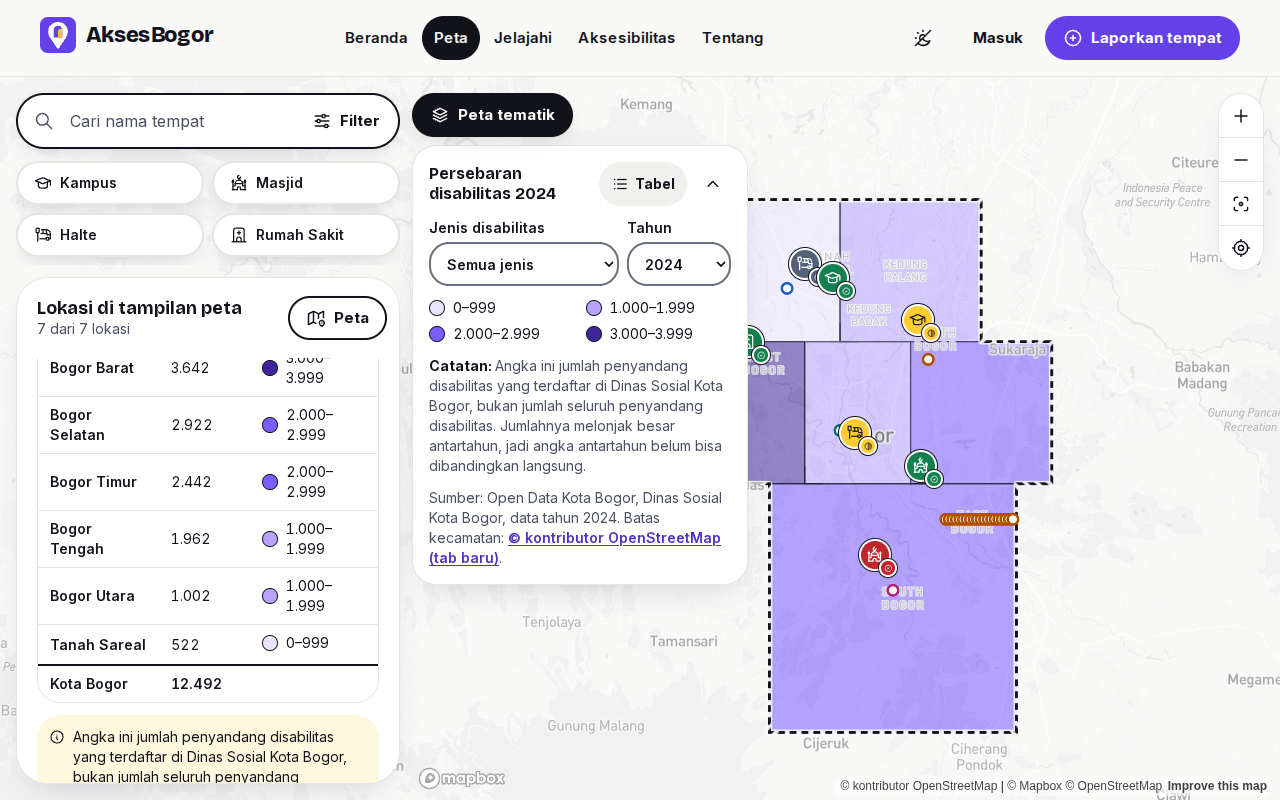 AksesBogor
Beranda
Peta
Jelajahi
Aksesibilitas
Tentang
Masuk
Laporkan tempat
Cari nama tempat
Filter
Kampus
Masjid
Halte
Rumah Sakit
Lokasi di tampilan peta
7 dari 7 lokasi
Peta
Bogor Barat 3.642 3.000–
3.999
Bogor
Selatan 2.922 2.000–
2.999
Bogor Timur 2.442 2.000–
2.999
Bogor
Tengah 1.962 1.000–
1.999
Bogor Utara 1.002 1.000–
1.999
Tanah Sareal 522 0–999
Kota Bogor 12.492
Angka ini jumlah penyandang disabilitas
yang terdaftar di Dinas Sosial Kota Bogor,
bukan jumlah seluruh penyandang
Peta tematik
Persebaran
disabilitas 2024
Tabel
Jenis disabilitas
Tahun
Semua jenis
2024
0–999
1.000–1.999
2.000–2.999
3.000–3.999
Catatan: Angka ini jumlah penyandang
disabilitas yang terdaftar di Dinas Sosial Kota
Bogor, bukan jumlah seluruh penyandang
disabilitas. Jumlahnya melonjak besar
antartahun, jadi angka antartahun belum bisa
dibandingkan langsung.
Sumber: Open Data Kota Bogor, Dinas Sosial
Kota Bogor, data tahun 2024. Batas
kecamatan: © kontributor OpenStreetMap
(tab baru).
Kemang
Citeure
Indonesia Peace
and Security Centre
KEDUNG
HALANG
KEDUNG
BADAK
BOGOR
Sukaraja
Babakan
Madang
Gunung Pancar
Recreation
BOGOR
or
BOGOR
SOUTH
BOGOR
Tenjolaya
Tamansari
Gunung Malang
Megame
Cijeruk
Ciherang
Pondok
Ciawi
mapbox
© kontributor OpenStreetMap | © Mapbox © OpenStreetMap Improve this map